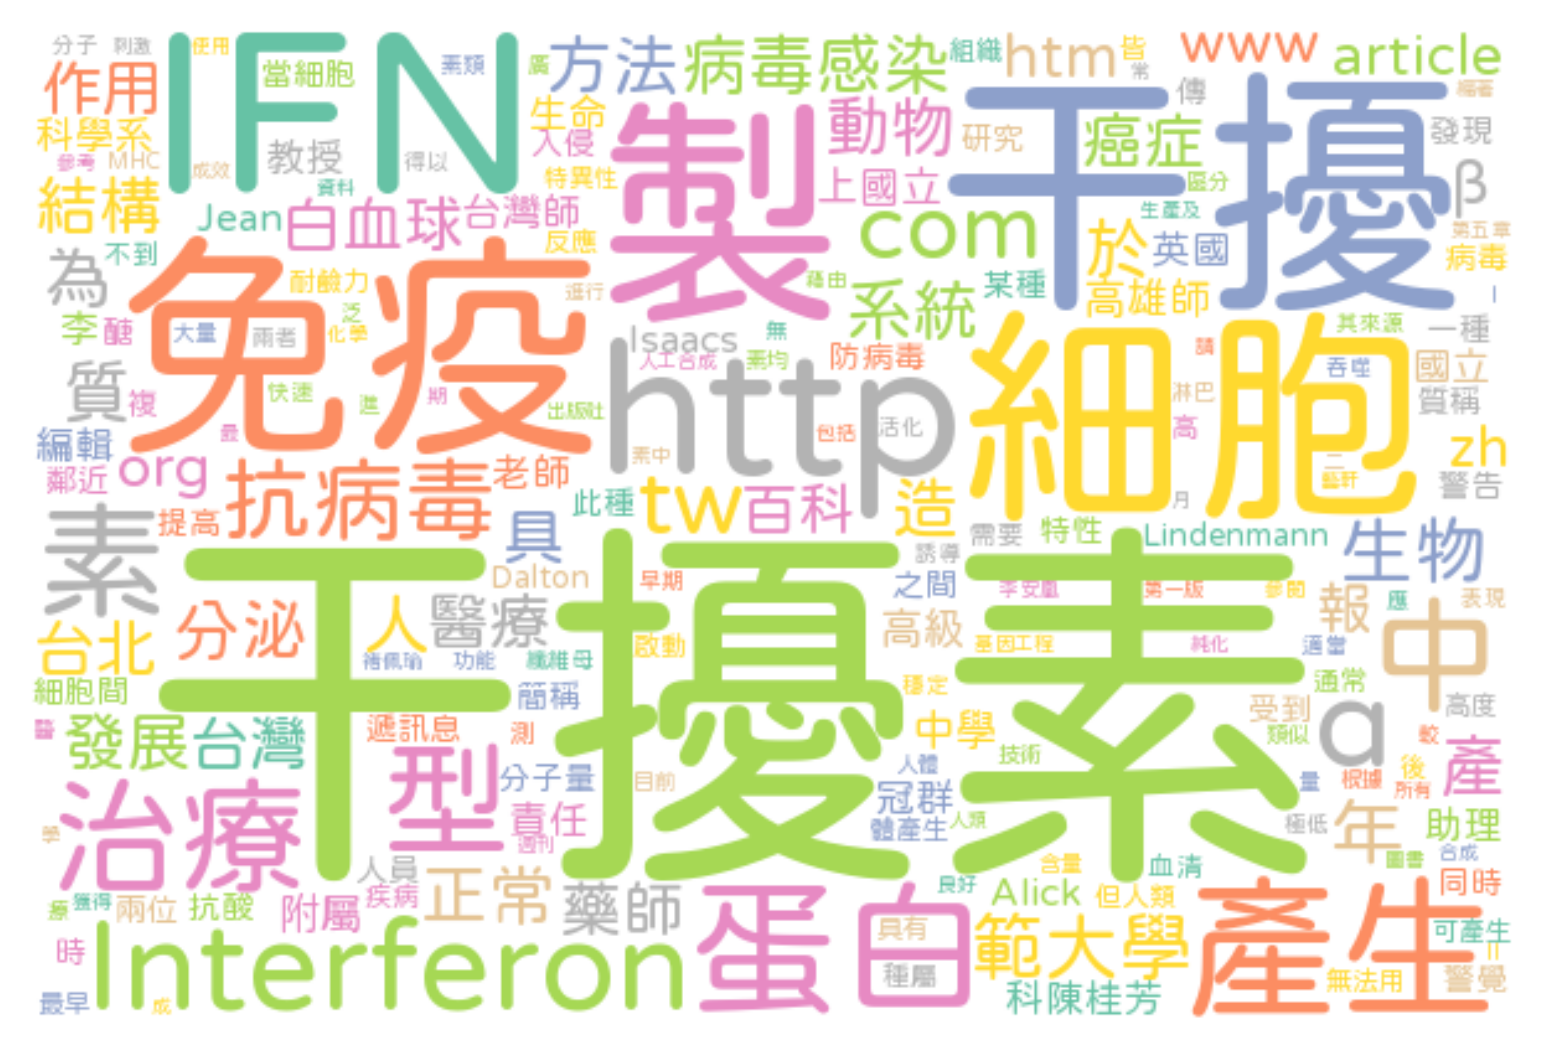 分子
刺激
使用
作用
IFN
當細胞
素類
廣
方法
病毒感染
組織
htm
皆
常
www
article
編著
科學系
參考
MHC
成效
教授
得以
資料
生命
入侵
特異性
製
動物
研究
傳
干擾
癌症
區分
發現
β
結構
Jean
白血球
台灣師
反應
上國立
com
於
英國
生產及
第五章
病毒
為
不到
耐鹼力
免疫
進行
藉由
系統
某種
高雄師
李
醣
大量
兩者
泛
化學
Isaacs
無
人工合成
素均
防病毒
細胞
請
其來源
一種
吞噬
國立
質
複
快速
進
期
出版社
http
活化
包括
素中
淋巴
高
質稱
編輯
鄰近
org
最
抗病毒
老師
zh
二
藝軒
警告
月
素
提高
具
此種
tw
百科
造
需要
特性
Lindenmann
生物
誘導
干擾素
Dalton
早期
之間
李安凰
第一版
參閱
報
應
表現
台北
分泌
人
醫療
啟動
高級
基因工程
純化
適當
中
褚佩瑜
功能
纖維母
細胞間
簡稱
穩定
通常
發展
台灣
遞訊息
測
中學
受到
類似
a
高度
較
產
型
分子量
目前
人體
技術
量
根據
後
所有
治療
責任
週刊
冠群
體產生
人類
極低
年
助理
學
人員
疾病
正常
藥師
含量
血清
圖書
合成
同時
源
獲得
兩位
抗酸
附屬
蛋白
良好
Alick
但人類
產生
可產生
時
Interferon
具有
種屬
範大學
無法用
II
警覺
最早
成
科陳桂芳
I